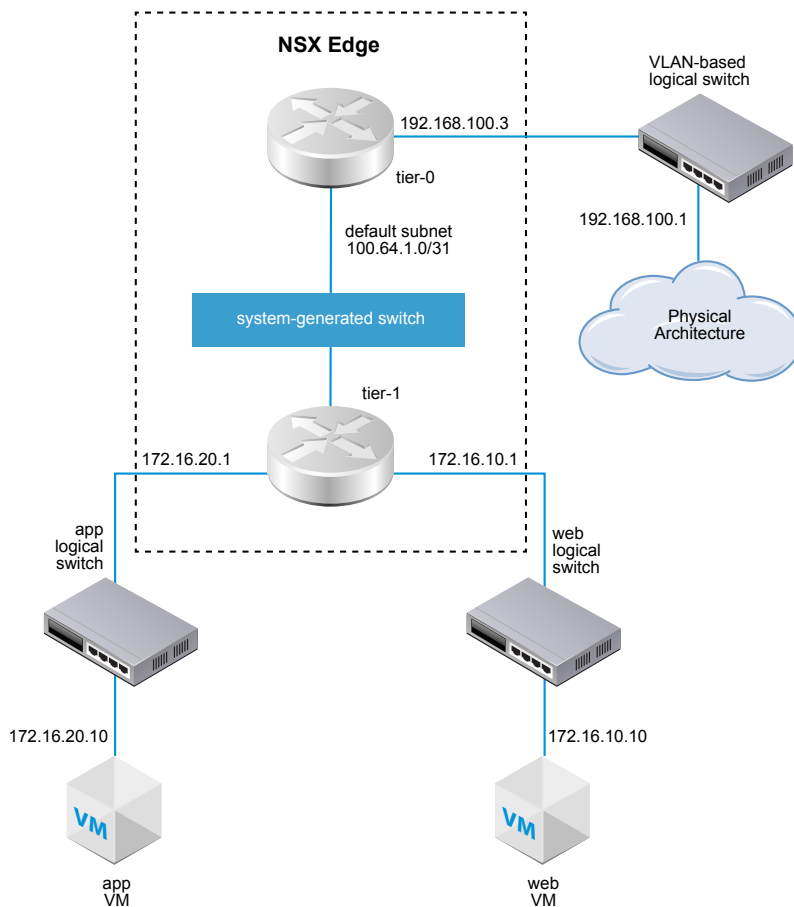 NSX Edge
VLAN-based
logical switch
192.168.100.3
tier-0
192.168.100.1
default subnet
100.64.1.0/31
system-generated switch
Physical
Architecture
tier-1
172.16.20.1
172.16.10.1
app
logical
switch
web
logical
switch
172.16.20.10
172.16.10.10
VM
VM
app
VM
web
VM